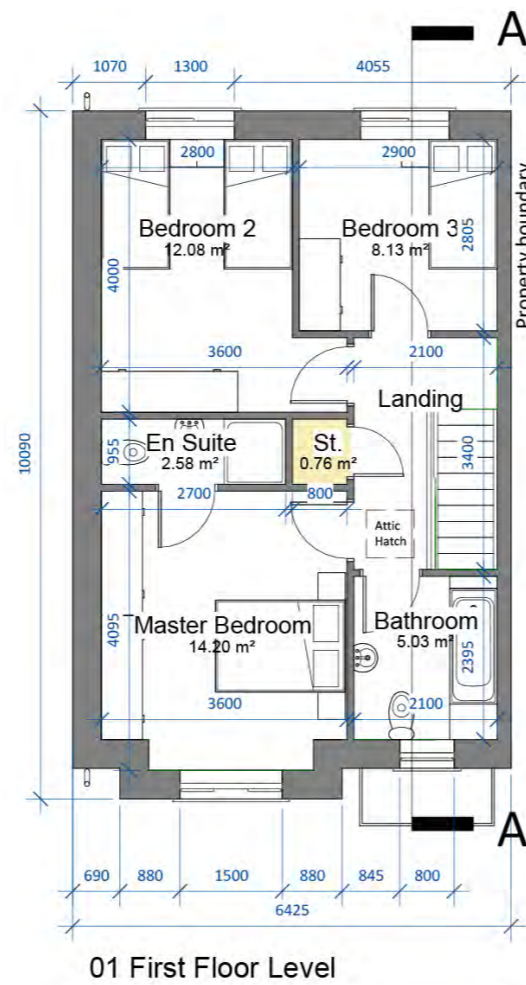 A
1070
1300
4055
2800
2900
Bedroom 2
12.08 m²
Bedroom 3
8.13 m²
2805
Property boundary
4000
3600
2100
Landing
10090
955
En Suite
2.58 m²
St.
0.76 m²
3400
2700
800
Attic
Hatch
4095
Master Bedroom
14.20 m²
Bathroom
5.03 m²
2395
3600
2100
A
690
880
1500
880
845
800
6425
01 First Floor Level